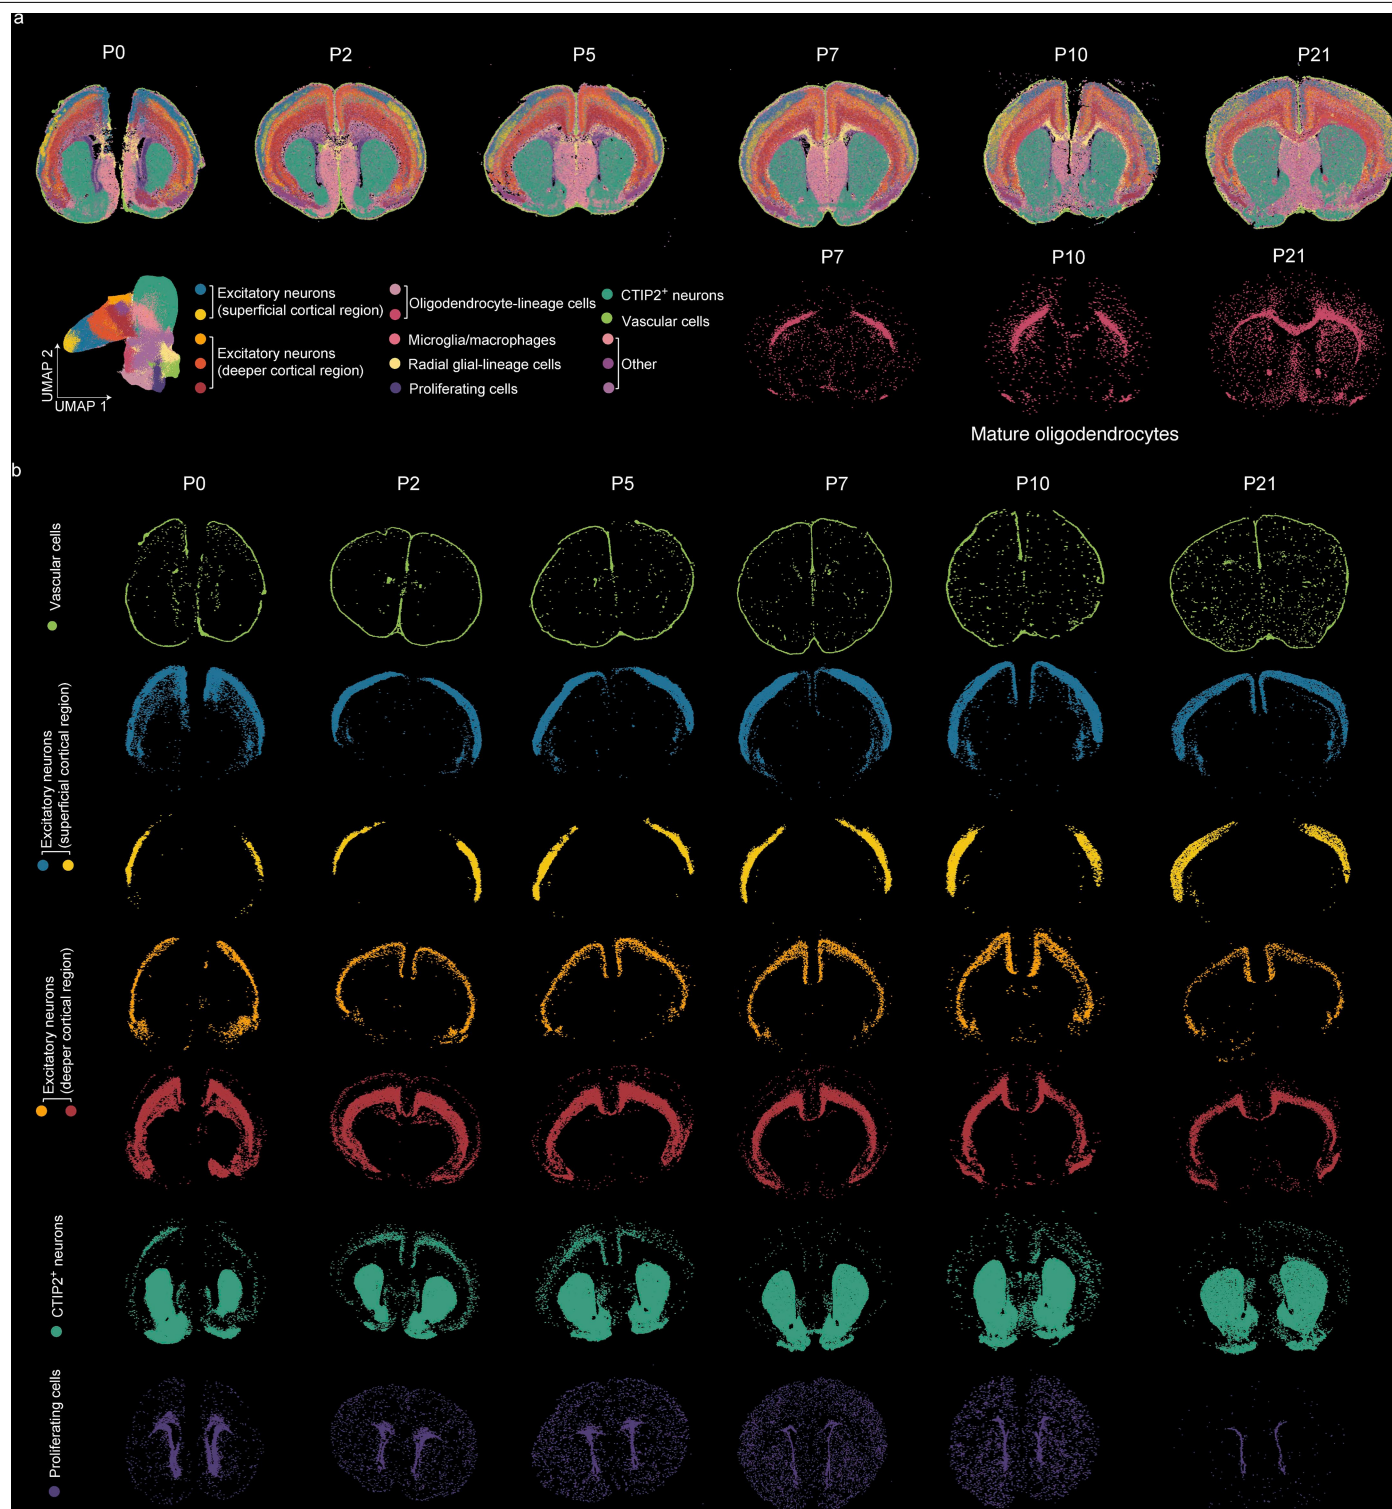 a
P0
P2
P5
P7
P10
P21
P7
P10
P21
Excitatory neurons
(superficial cortical region)
Excitatory neurons
(deeper cortical region)
Oligodendrocyte-lineage cells
Microglia/macrophages
Radial glial-lineage cells
Proliferating cells
CTIP2⁺ neurons
Vascular cells
Other
UMAP 2
UMAP 1
Mature oligodendrocytes
b
P0
P2
P5
P7
P10
P21
Vascular cells
Excitatory neurons
(superficial cortical region)
Excitatory neurons
(deeper cortical region)
CTIP2⁺ neurons
Proliferating cells